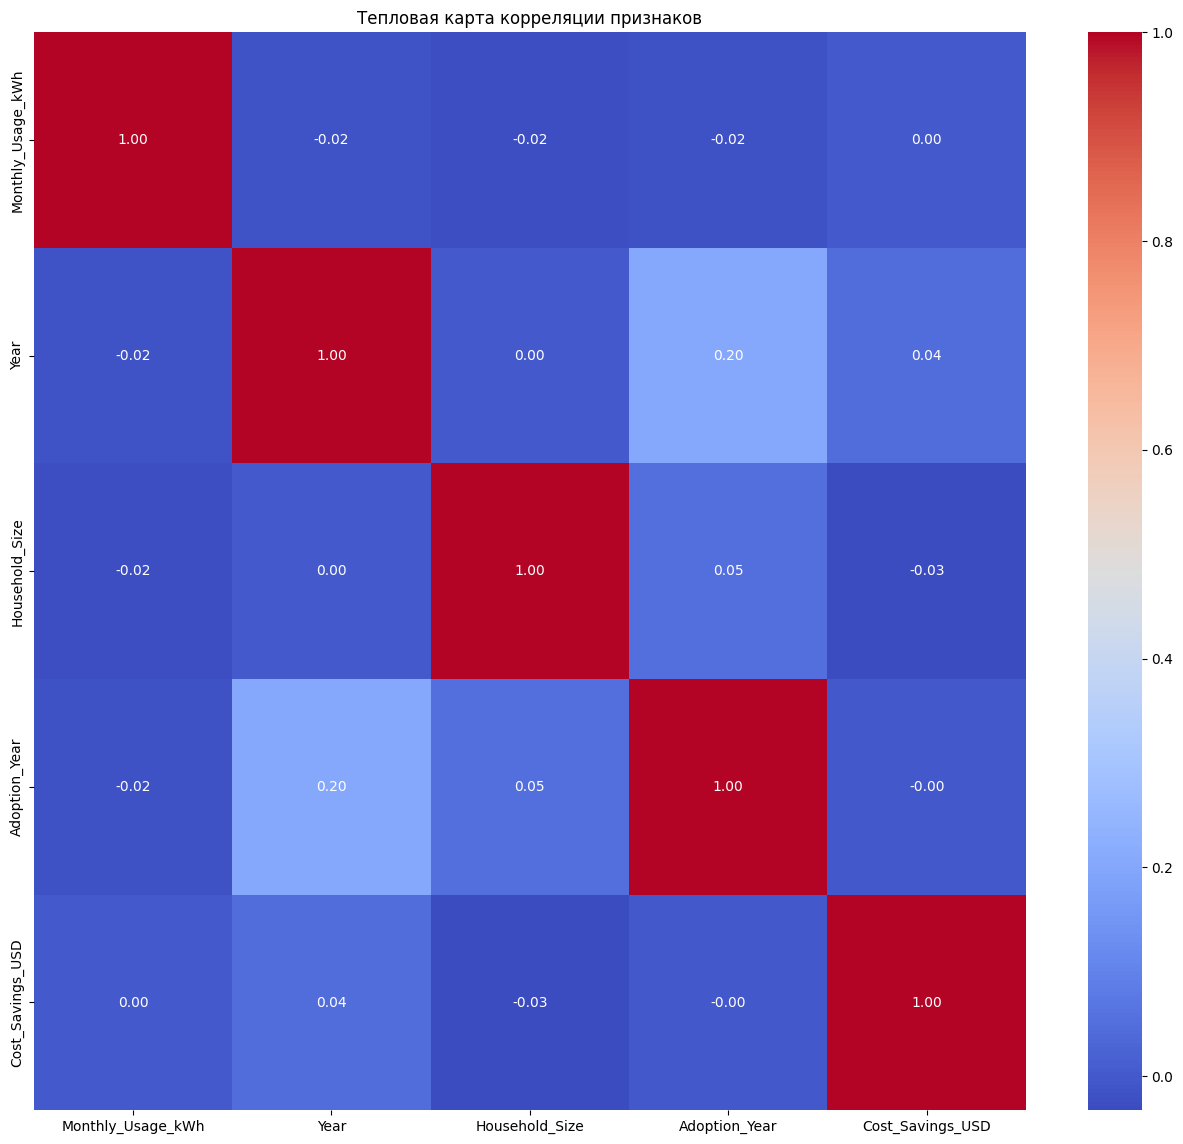 Тепловая карта корреляции признаков
Monthly_Usage_kWh
1.00 -0.02 -0.02 -0.02 0.00
Year
-0.02 1.00 0.00 0.20 0.04
Household_Size
-0.02 0.00 1.00 0.05 -0.03
Adoption_Year
-0.02 0.20 0.05 1.00 -0.00
Cost_Savings_USD
0.00 0.04 -0.03 -0.00 1.00
Monthly_Usage_kWh Year Household_Size Adoption_Year Cost_Savings_USD
1.0
0.8
0.6
0.4
0.2
0.0